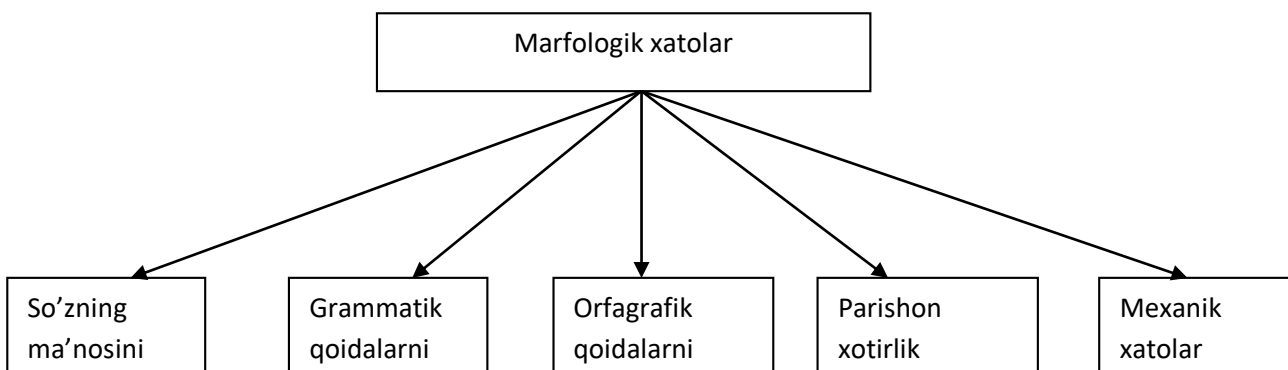 Marfologik xatolar
So’zning
ma’nosini
Grammatik
qoidalarni
Orfagrafik
qoidalarni
Parishon
xotirlik
Mexanik
xatolar